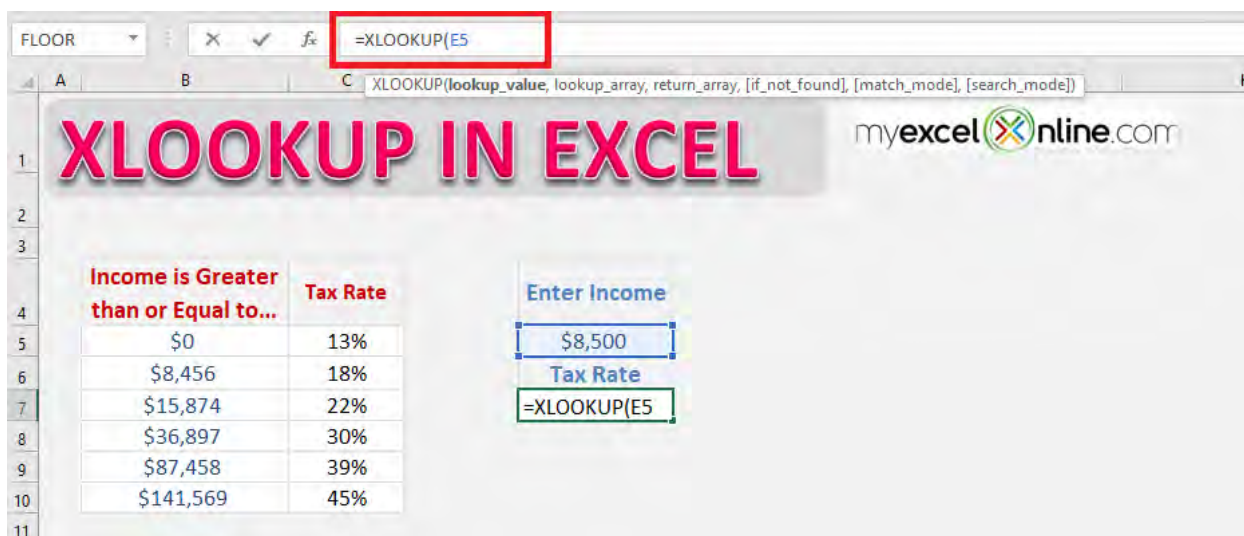 FLOOR fx =XLOOKUP(E5
A B C XLOOKUP(lookup_value, lookup_array, return_array, [if_not_found], [match_mode], [search_mode])
1 XLOOKUP IN EXCEL myexcelonline.com
2
3
Income is Greater
4 than or Equal to... Tax Rate Enter Income
5 $0 13% $8,500
6 $8,456 18% Tax Rate
7 $15,874 22% =XLOOKUP(E5
8 $36,897 30%
9 $87,458 39%
10 $141,569 45%
11